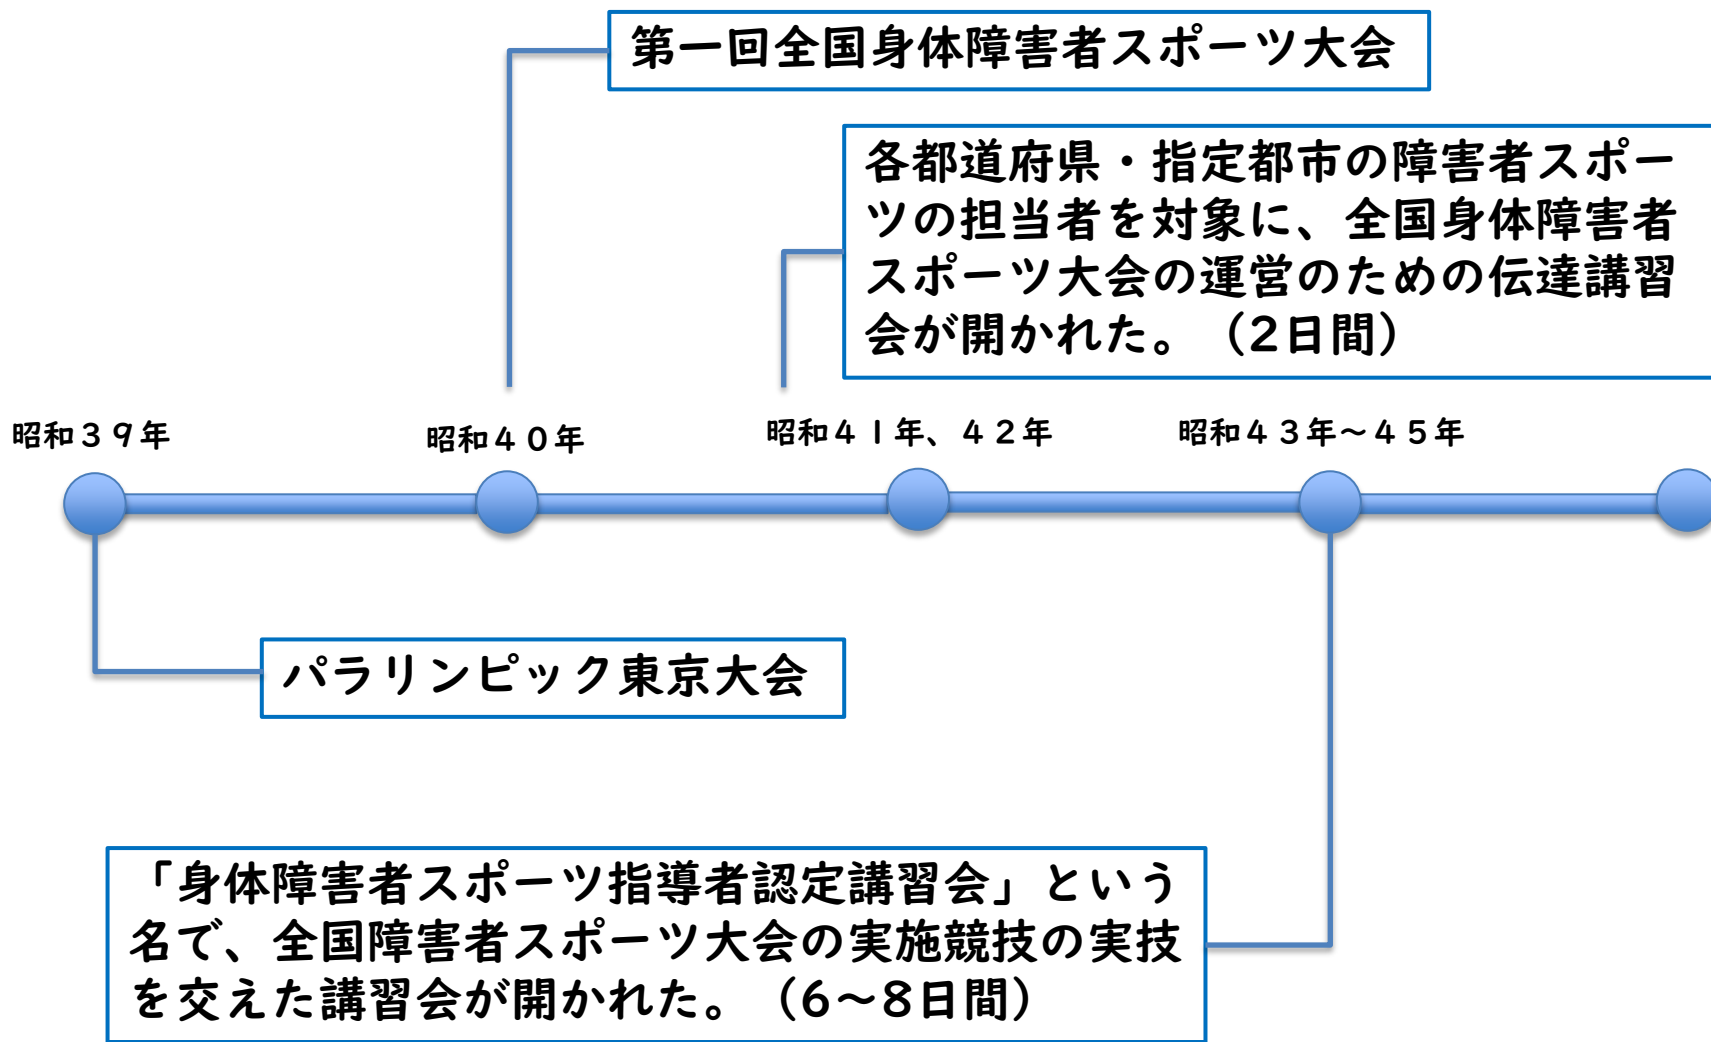 第一回全国身体障害者スポーツ大会
各都道府県・指定都市の障害者スポー
ツの担当者を対象に、全国身体障害者
スポーツ大会の運営のための伝達講習
会が開かれた。（2日間）
昭和３９年
昭和４０年
昭和４１年、４２年
昭和４３年～４５年
パラリンピック東京大会
「身体障害者スポーツ指導者認定講習会」という
名で、全国障害者スポーツ大会の実施競技の実技
を交えた講習会が開かれた。（6～8日間）